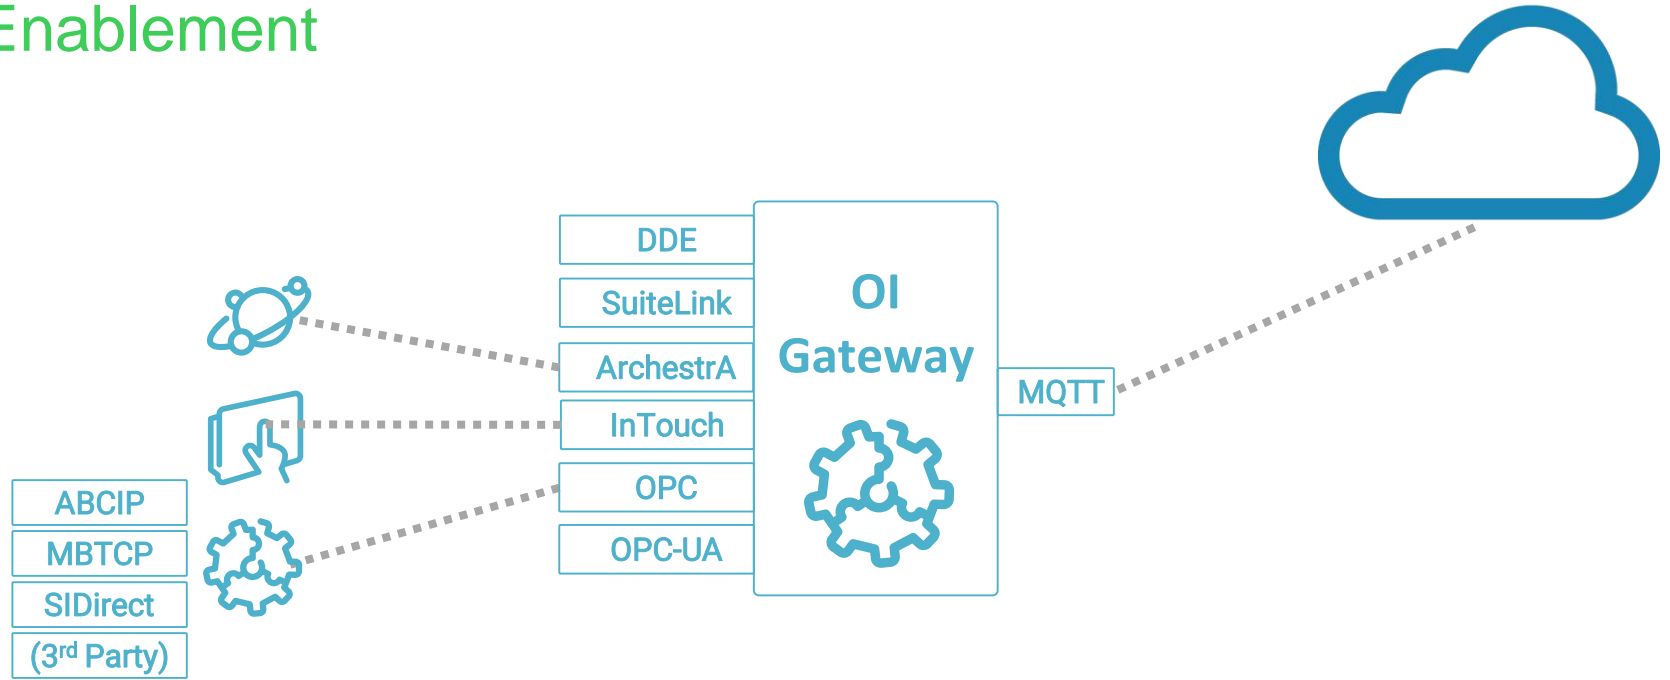 Enablement
DDE
SuiteLink
ArchestrA
InTouch
OPC
OPC-UA
OI
Gateway
MQTT
ABCIP
MBTCP
SIDirect
(3rd Party)